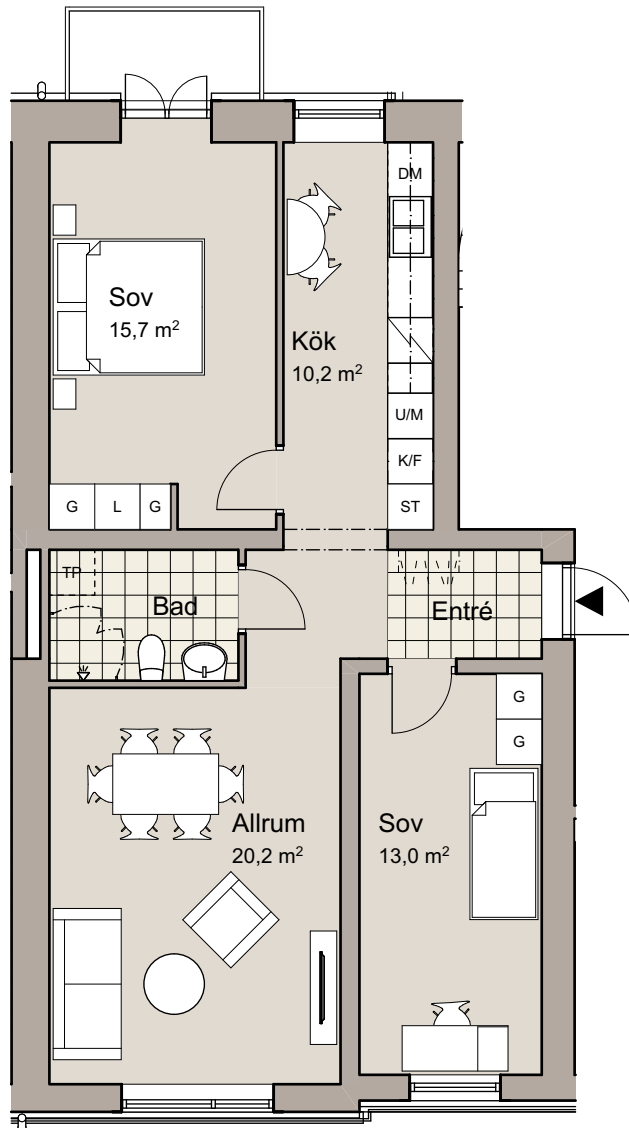 DM
Sov
15,7 m²
Kök
10,2 m²
U/M
K/F
G L G
ST
TP
Bad
Entré
G
G
Allrum
20,2 m²
Sov
13,0 m²